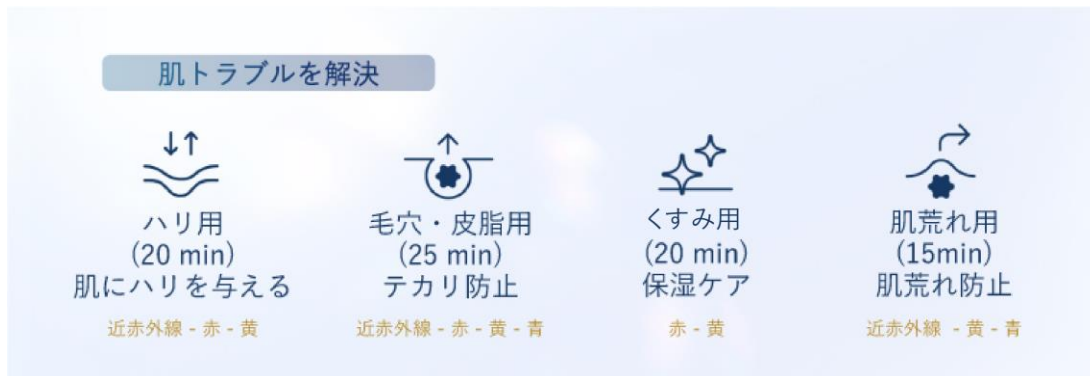 肌トラブルを解決
ハリ用
(20 min)
肌にハリを与える
近赤外線 - 赤 - 黄
毛穴・皮脂用
(25 min)
テカリ防止
近赤外線 - 赤 - 黄 - 青
くすみ用
(20 min)
保湿ケア
赤 - 黄
肌荒れ用
(15min)
肌荒れ防止
近赤外線 - 黄 - 青